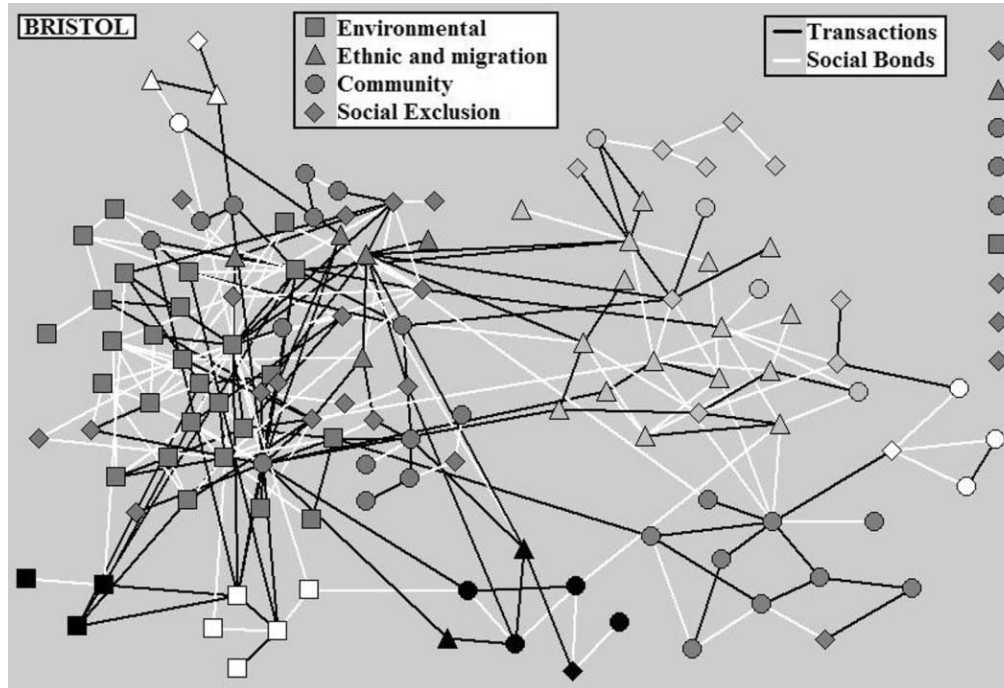 BRISTOL
Environmental
Ethnic and migration
Community
Social Exclusion
Transactions
Social Bonds